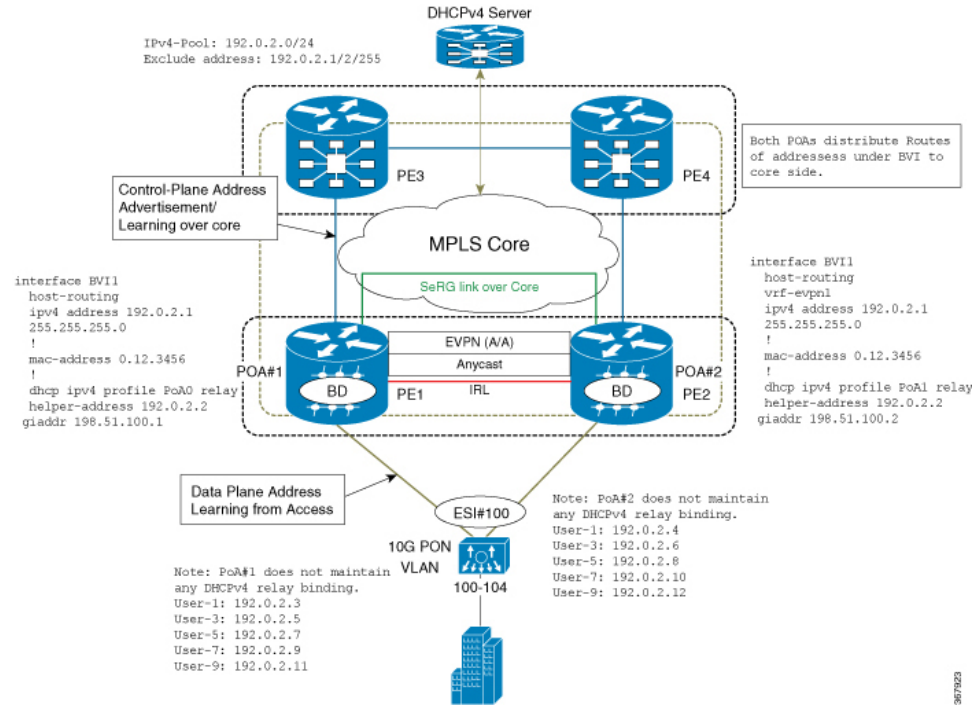 DHCPv4 Server
IPv4-Pool: 192.0.2.0/24
Exclude address: 192.0.2.1/2/255
PE3
PE4
Both POAs distribute Routes
of addressess under BVI to
core side.
Control-Plane Address
Advertisement/
Learning over core
MPLS Core
SeRG link over Core
interface BVI1
host-routing
ipv4 address 192.0.2.1
255.255.255.0
!
mac-address 0.12.3456
!
dhcp ipv4 profile PoA0 relay
helper-address 192.0.2.2
giaddr 198.51.100.1
interface BVI1
host-routing
vrf-evpn1
ipv4 address 192.0.2.1
255.255.255.0
!
mac-address 0.12.3456
!
dhcp ipv4 profile PoA1 relay
helper-address 192.0.2.2
giaddr 198.51.100.2
POA#1
BD
PE1
EVPN (A/A)
Anycast
IRL
POA#2
BD
PE2
Data Plane Address
Learning from Access
ESI#100
10G PON
VLAN
100-104
Note: PoA#2 does not maintain
any DHCPv4 relay binding.
User-1: 192.0.2.4
User-3: 192.0.2.6
User-5: 192.0.2.8
User-7: 192.0.2.10
User-9: 192.0.2.12
Note: PoA#1 does not maintain
any DHCPv4 relay binding.
User-1: 192.0.2.3
User-3: 192.0.2.5
User-5: 192.0.2.7
User-7: 192.0.2.9
User-9: 192.0.2.11
367923